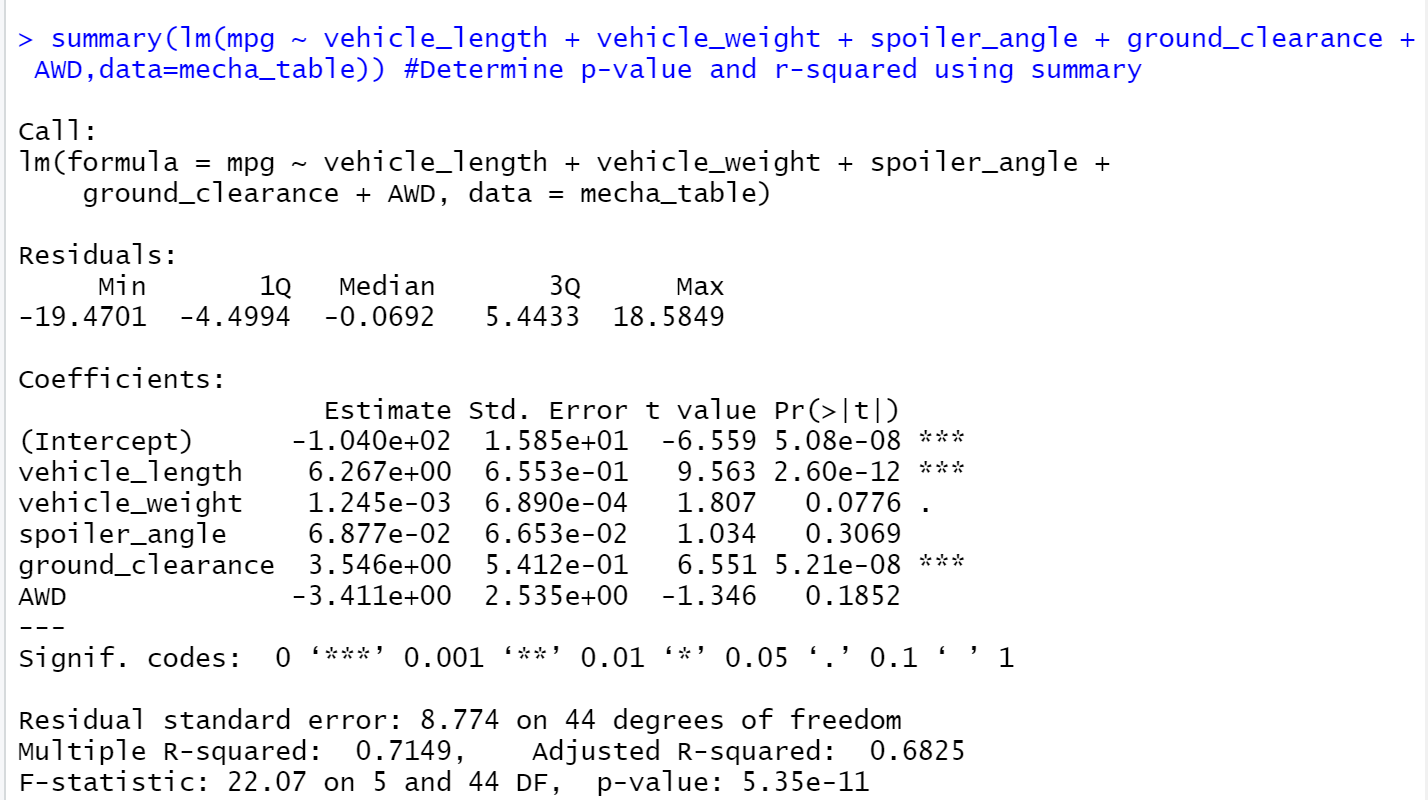 > summary(lm(mpg ~ vehicle_length + vehicle_weight + spoiler_angle + ground_clearance +
 AWD,data=mecha_table)) #Determine p-value and r-squared using summary

Call:
lm(formula = mpg ~ vehicle_length + vehicle_weight + spoiler_angle +
    ground_clearance + AWD, data = mecha_table)

Residuals:
     Min       1Q   Median       3Q      Max
-19.4701  -4.4994  -0.0692   5.4433  18.5849

Coefficients:
                   Estimate Std. Error t value Pr(>|t|)
(Intercept)      -1.040e+02  1.585e+01  -6.559 5.08e-08 ***
vehicle_length    6.267e+00  6.553e-01   9.563 2.60e-12 ***
vehicle_weight    1.245e-03  6.890e-04   1.807   0.0776 .
spoiler_angle     6.877e-02  6.653e-02   1.034   0.3069
ground_clearance  3.546e+00  5.412e-01   6.551 5.21e-08 ***
AWD              -3.411e+00  2.535e+00  -1.346   0.1852
---
Signif. codes:  0 ‘***’ 0.001 ‘**’ 0.01 ‘*’ 0.05 ‘.’ 0.1 ‘ ’ 1

Residual standard error: 8.774 on 44 degrees of freedom
Multiple R-squared:  0.7149,    Adjusted R-squared:  0.6825
F-statistic: 22.07 on 5 and 44 DF,  p-value: 5.35e-11